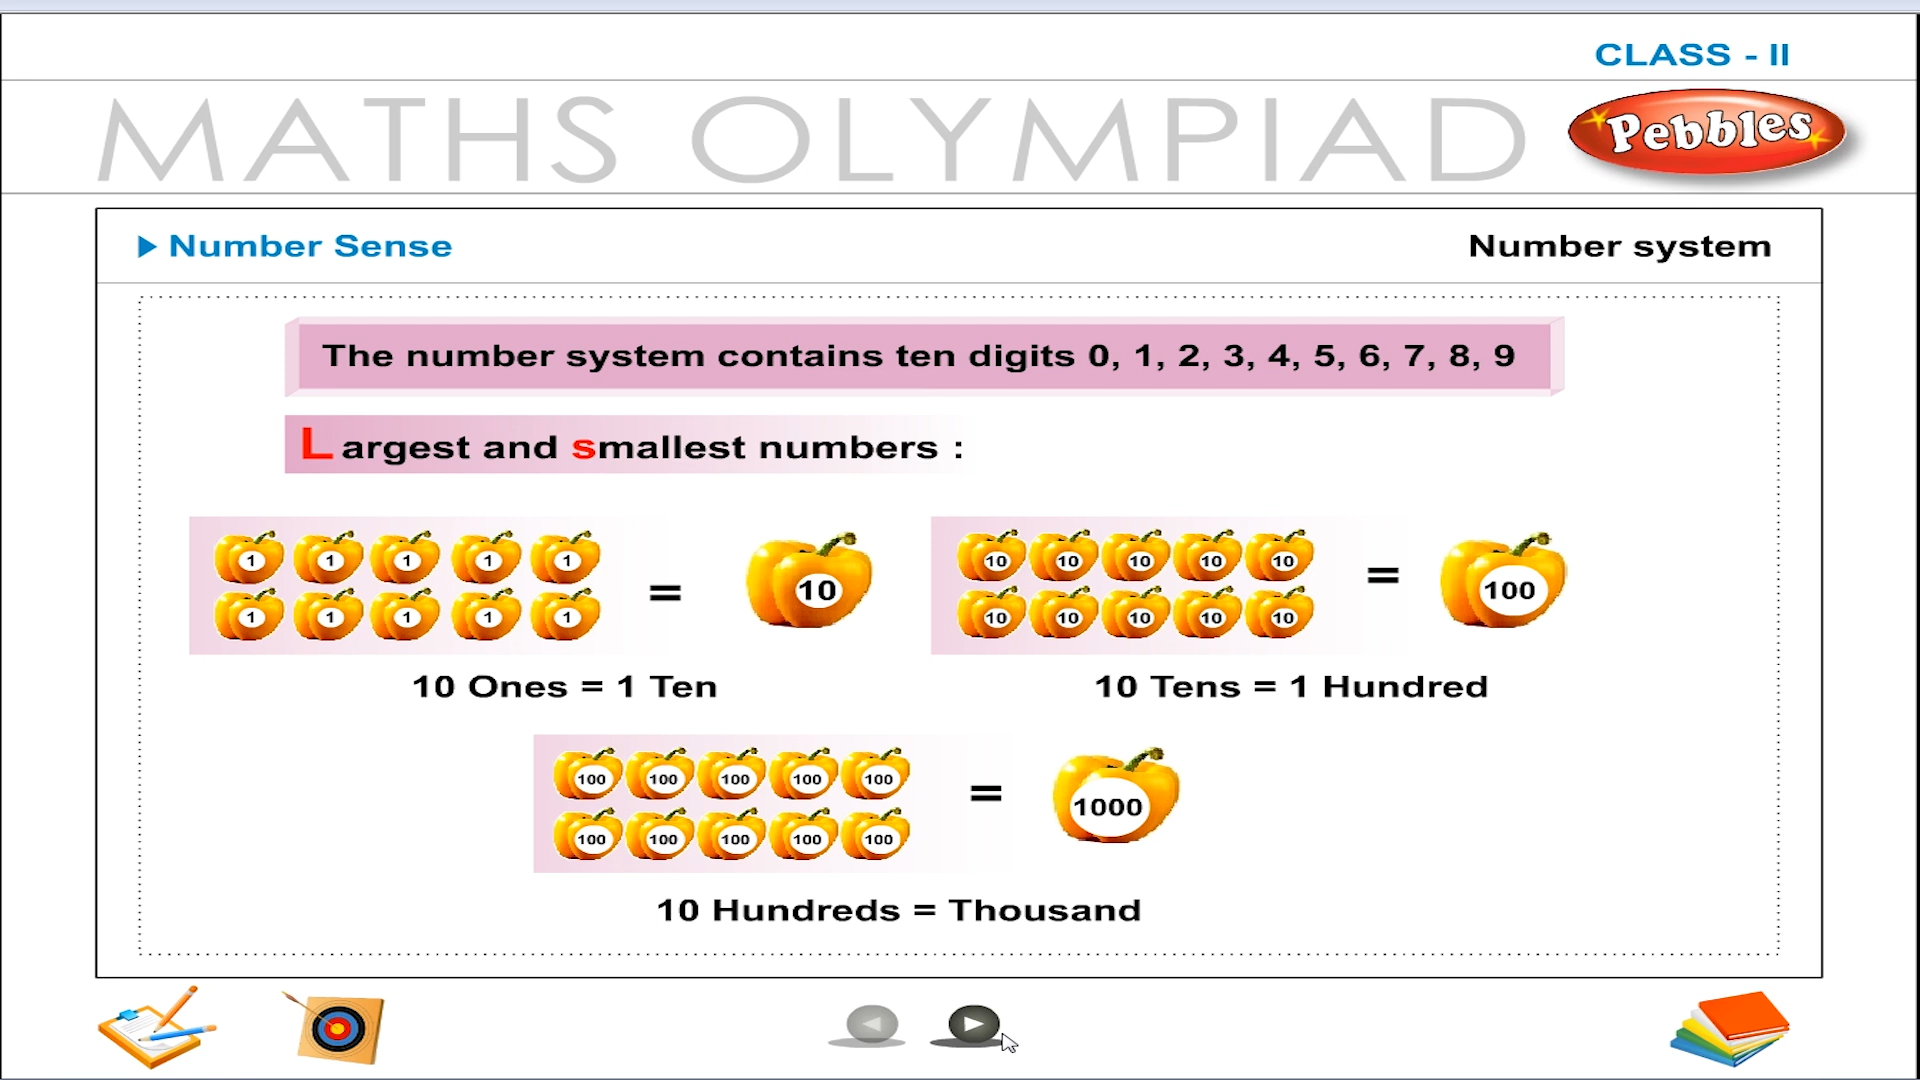 CLASS - II
MATHS OLYMPIAD
Pebbles
Number Sense
Number system
The number system contains ten digits 0, 1, 2, 3, 4, 5, 6, 7, 8, 9
Largest and smallest numbers :
1 1 1 1 1
1 1 1 1 1
= 10
10 10 10 10 10
10 10 10 10 10
= 100
10 Ones = 1 Ten
10 Tens = 1 Hundred
100 100 100 100 100
100 100 100 100 100
= 1000
10 Hundreds = Thousand